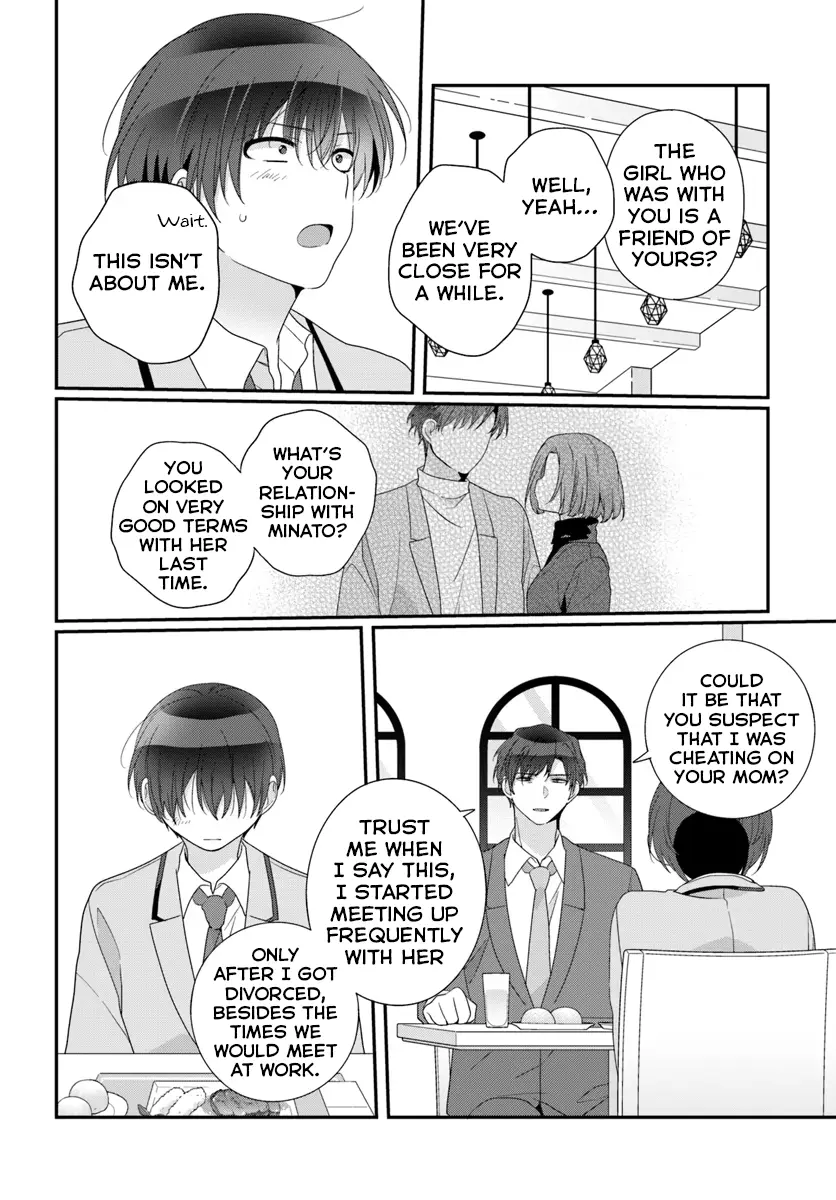 THE
GIRL WHO
WAS WITH
YOU IS A
FRIEND OF
YOURS?
WELL,
YEAH...
WE'VE
BEEN VERY
CLOSE FOR
A WHILE.
Wait.
THIS ISN'T
ABOUT ME.
WHAT'S
YOUR
RELATION-
SHIP WITH
MINATO?
YOU
LOOKED
ON VERY
GOOD TERMS
WITH HER
LAST
TIME.
COULD
IT BE THAT
YOU SUSPECT
THAT I WAS
CHEATING ON
YOUR MOM?
TRUST
ME WHEN
I SAY THIS,
I STARTED
MEETING UP
FREQUENTLY
WITH HER
ONLY
AFTER I GOT
DIVORCED,
BESIDES THE
TIMES WE
WOULD MEET
AT WORK.